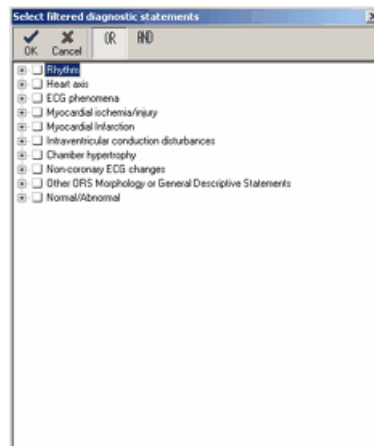 Select filtered diagnostic statements
OK Cancel OR AND
Rhythm
Heart axis
ECG phenomena
Myocardial ischemia/injury
Myocardial Infarction
Intraventricular conduction disturbances
Chamber hypertrophy
Non-coronary ECG changes
Other QRS Morphology or General Descriptive Statements
Normal/Abnormal